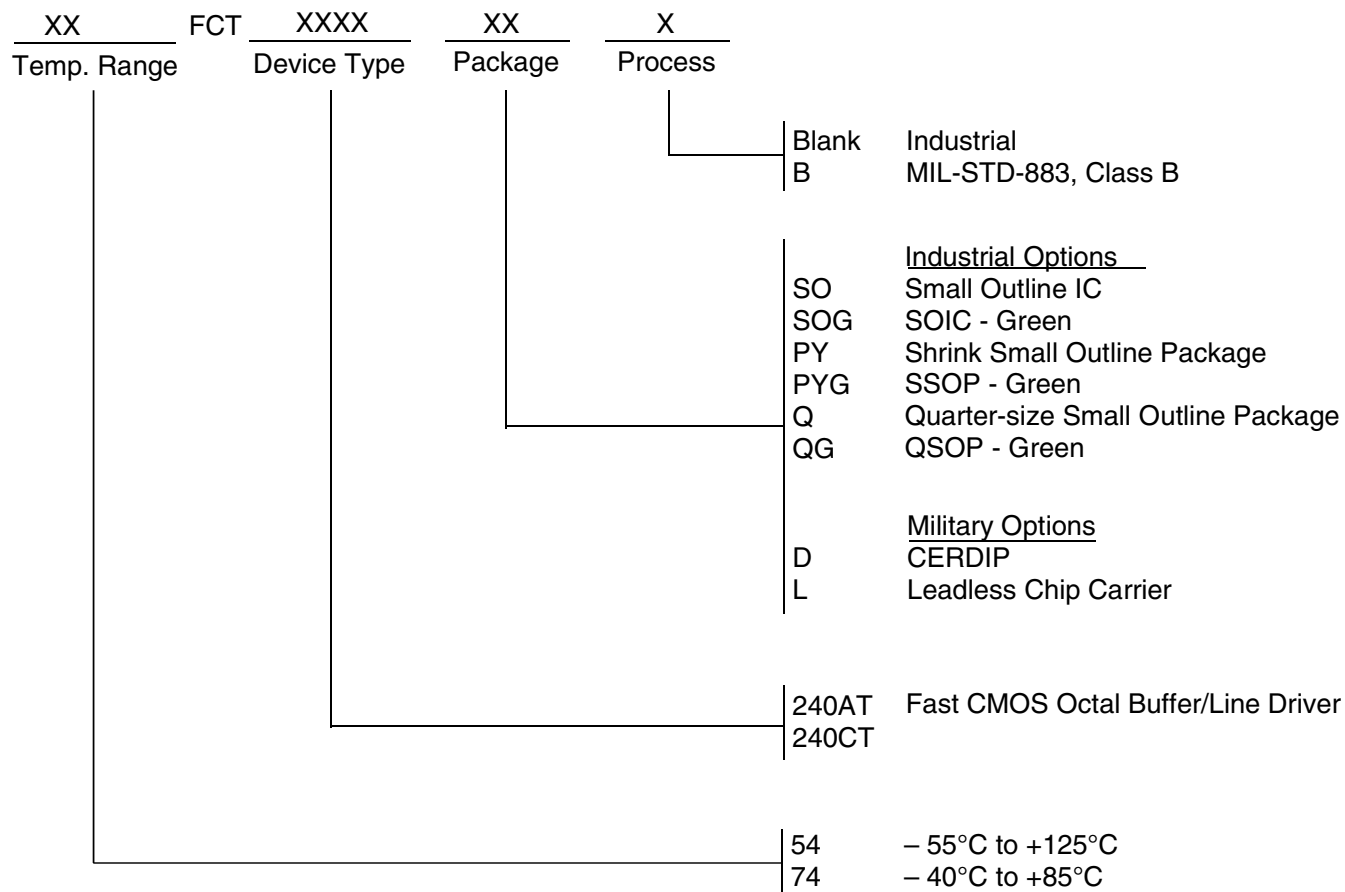 XX FCT XXXX XX X
Temp. Range Device Type Package Process
Blank Industrial
B MIL-STD-883, Class B
Industrial Options
SO Small Outline IC
SOG SOIC - Green
PY Shrink Small Outline Package
PYG SSOP - Green
Q Quarter-size Small Outline Package
QG QSOP - Green
Military Options
D CERDIP
L Leadless Chip Carrier
240AT Fast CMOS Octal Buffer/Line Driver
240CT
54 – 55°C to +125°C
74 – 40°C to +85°C